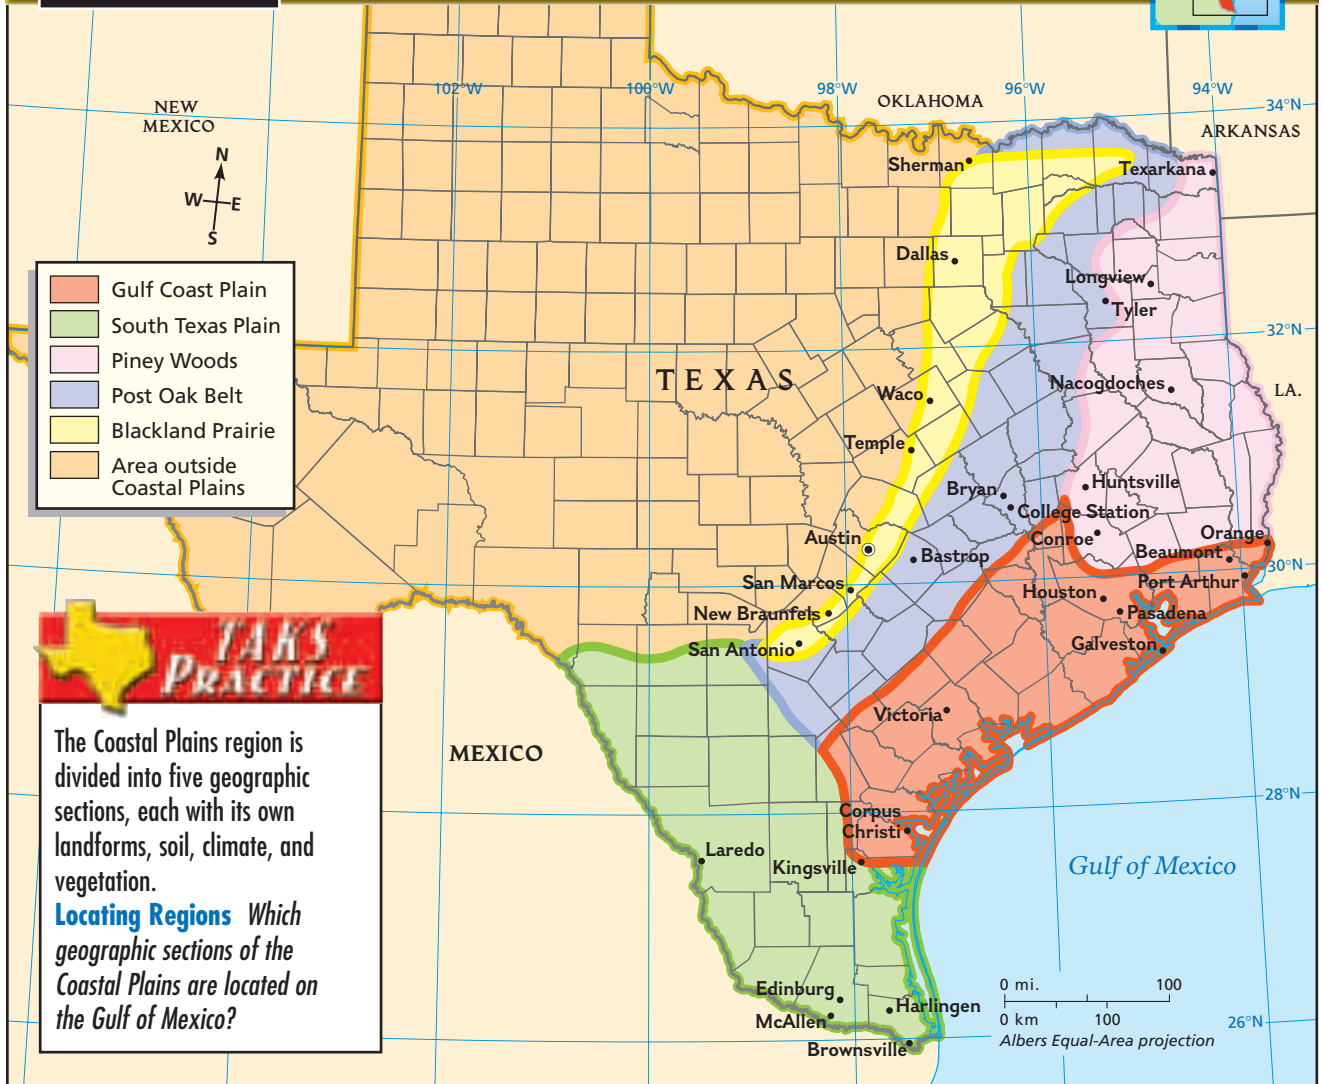 102°W
100°W
98°W
96°W
94°W
34°N
32°N
30°N
28°N
26°N
NEW
MEXICO
OKLAHOMA
ARKANSAS
LA.
N
W
E
S
Gulf Coast Plain
South Texas Plain
Piney Woods
Post Oak Belt
Blackland Prairie
Area outside
Coastal Plains
TEXAS
Sherman
Texarkana
Dallas
Longview
Tyler
Waco
Nacogdoches
Temple
Bryan
Huntsville
College Station
Austin
Conroe
Orange
Beaumont
Bastrop
San Marcos
Port Arthur
Houston
New Braunfels
Pasadena
San Antonio
Galveston
Victoria
MEXICO
Corpus
Christi
Laredo
Kingsville
Gulf of Mexico
Edinburg
Harlingen
McAllen
Brownsville
TAKS
PRACTICE
The Coastal Plains region is
divided into five geographic
sections, each with its own
landforms, soil, climate, and
vegetation.
Locating Regions Which
geographic sections of the
Coastal Plains are located on
the Gulf of Mexico?
0 mi. 100
0 km 100
Albers Equal-Area projection